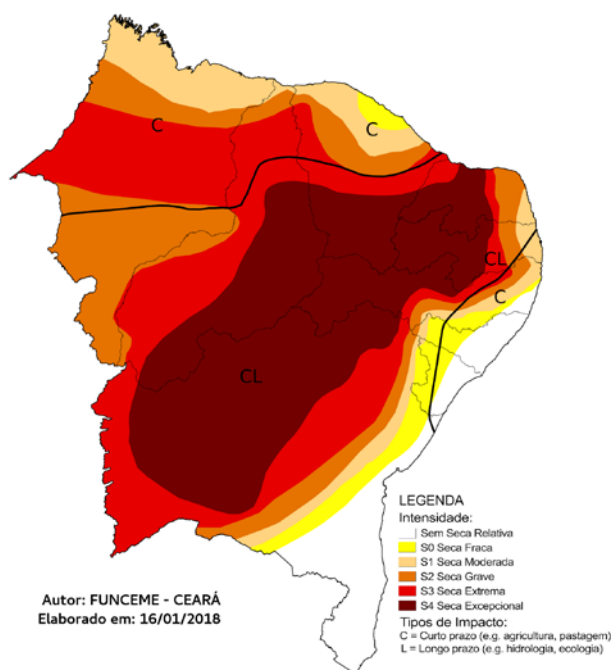 C
C
CL
C
CL
LEGENDA
Intensidade:
Sem Seca Relativa
S0 Seca Fraca
S1 Seca Moderada
S2 Seca Grave
S3 Seca Extrema
S4 Seca Excepcional
Tipos de Impacto:
C = Curto prazo (e.g. agricultura, pastagem)
L = Longo prazo (e.g. hidrologia, ecologia)
Autor: FUNCEME - CEARÁ
Elaborado em: 16/01/2018